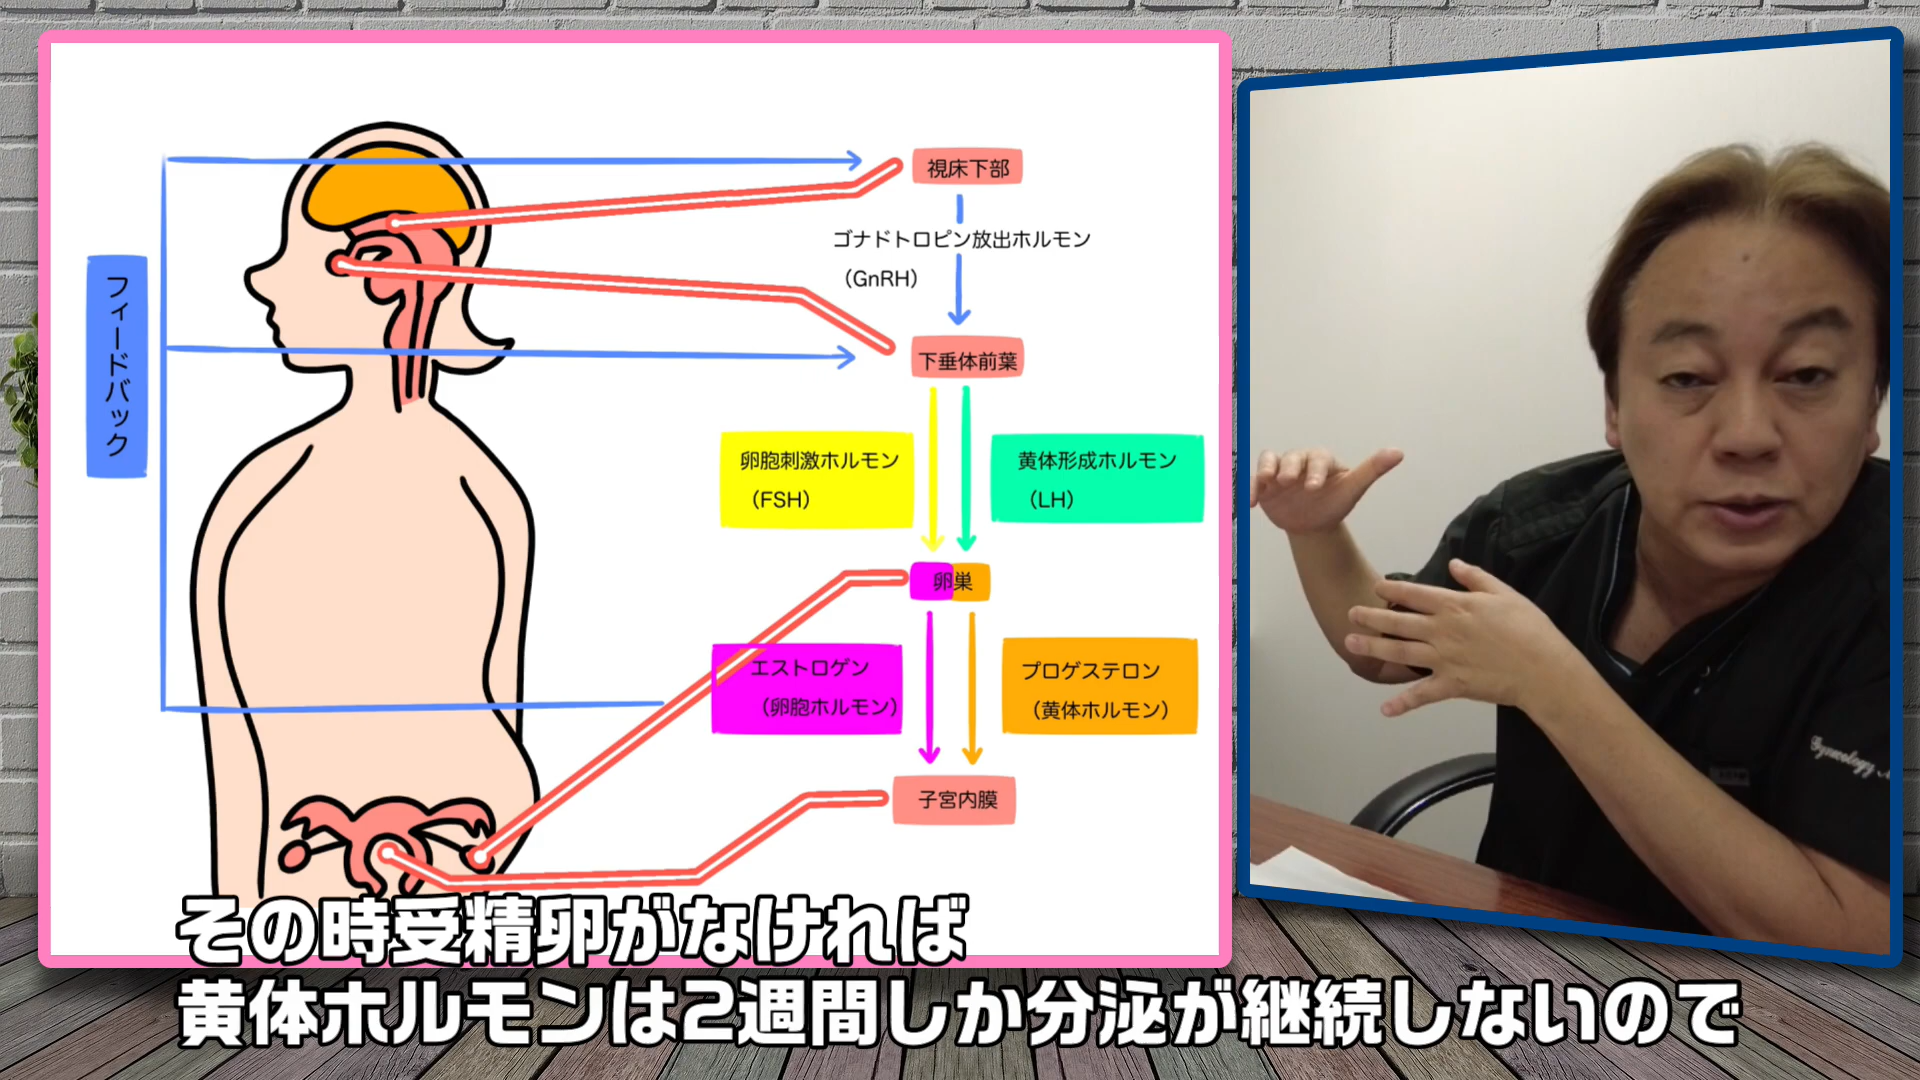 視床下部
ゴナドトロピン放出ホルモン
（GnRH）
フィードバック
下垂体前葉
卵胞刺激ホルモン
（FSH）
黄体形成ホルモン
（LH）
卵巣
エストロゲン
（卵胞ホルモン）
プロゲステロン
（黄体ホルモン）
子宮内膜
Gynecology
その時受精卵がなければ
黄体ホルモンは2週間しか分泌が継続しないので